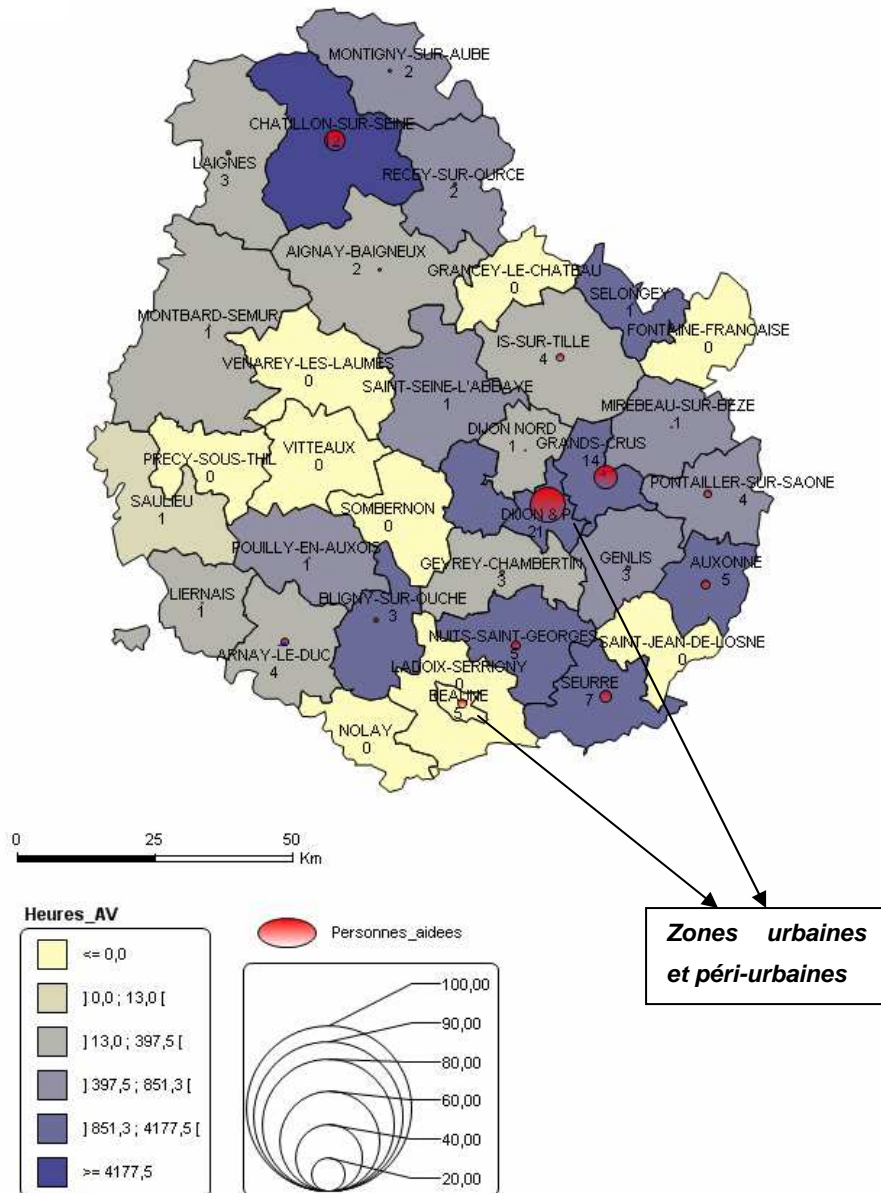 MONTIGNY-SUR-AUBE
2
CHATILLON-SUR-SEINE
2
LAIGNES
3
RECEY-SUR-OURCE
2
AIGNAY-BAIGNEUX
2
GRANCEY-LE-CHATEAU
0
SELONGEY
1
MONTBARD-SEMUR
1
FONTAINE-FRANCAISE
0
IS-SUR-TILLE
4
VENAREY-LES-LAUMES
0
SAINT-SEINE-L'ABBAYE
1
MIREBEAU-SUR-BEZE
1
DIJON NORD
1
GRANDS-CRUS
14
VITTEAUX
0
PRECY-SOUS-THIL
0
PONTAILLER-SUR-SAONE
4
SAULIEU
1
SOMBERNON
0
DIJON & P
21
POUILLY-EN-AUXOIS
1
GEVREY-CHAMBERTIN
3
GENLIS
3
AUXONNE
5
LIERNAIS
1
BLIGNY-SUR-OUCHE
3
NUITS-SAINT-GEORGES
5
SAINT-JEAN-DE-LOSNE
0
ARNAY-LE-DUC
4
LADOIX-SERRIGNY
0
BEAUNE
5
SEURRE
7
NOLAY
0
0 25 50
Km
Zones urbaines
et péri-urbaines
Heures_AV
<= 0,0
] 0,0 ; 13,0 [
] 13,0 ; 397,5 [
] 397,5 ; 851,3 [
] 851,3 ; 4177,5 [
>= 4177,5
Personnes_aidees
100,00
90,00
80,00
60,00
40,00
20,00